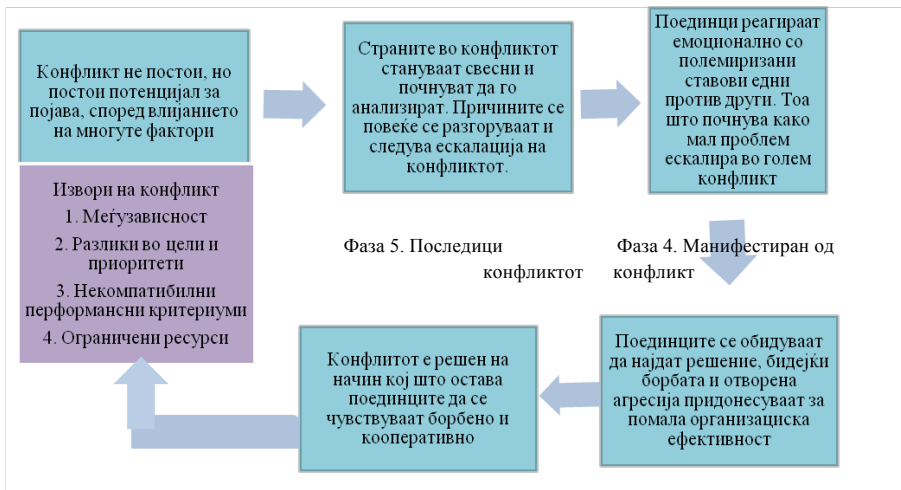 Конфликт не постои, но
постои потенцијал за
појава, според влијанието
на многуте фактори
Страните во конфликтот
стануваат свесни и
почнуват да го
анализират. Причините се
повеќе се разгоруваат и
следува ескалација на
конфликтот.
Поединци реагираат
емоционално со
полемиризани
ставови едни
против други. Тоа
што почнува како
мал проблем
ескалира во голем
конфликт
Извори на конфликт
1. Меѓузависност
2. Разлики во цели и
приоритети
3. Некомпатибилни
перформансни критериуми
4. Ограничени ресурси
Фаза 5. Последици
конфликтот
Фаза 4. Манифестиран од
конфликт
Конфлитот е решен на
начин кој што остава
поединците да се
чувствуваат борбено и
кооперативно
Поединците се обидуваат
да најдат решение, бидејќи
борбата и отворена
агресија придонесуваат за
помала организациска
ефективност